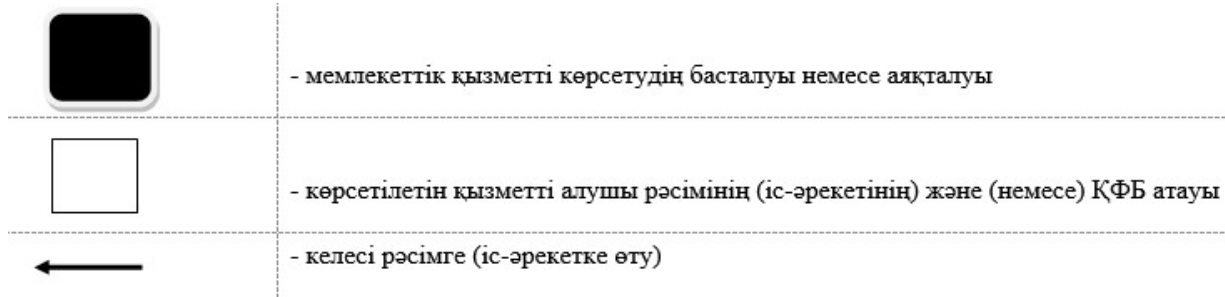 - мемлекеттік қызметті көрсетудің басталуы немесе аяқталуы
- көрсетілетін қызметті алушы рәсімінің (іс-әрекетінің) және (немесе) ҚФБ атауы
- келесі рәсімге (іс-әрекетке өту)